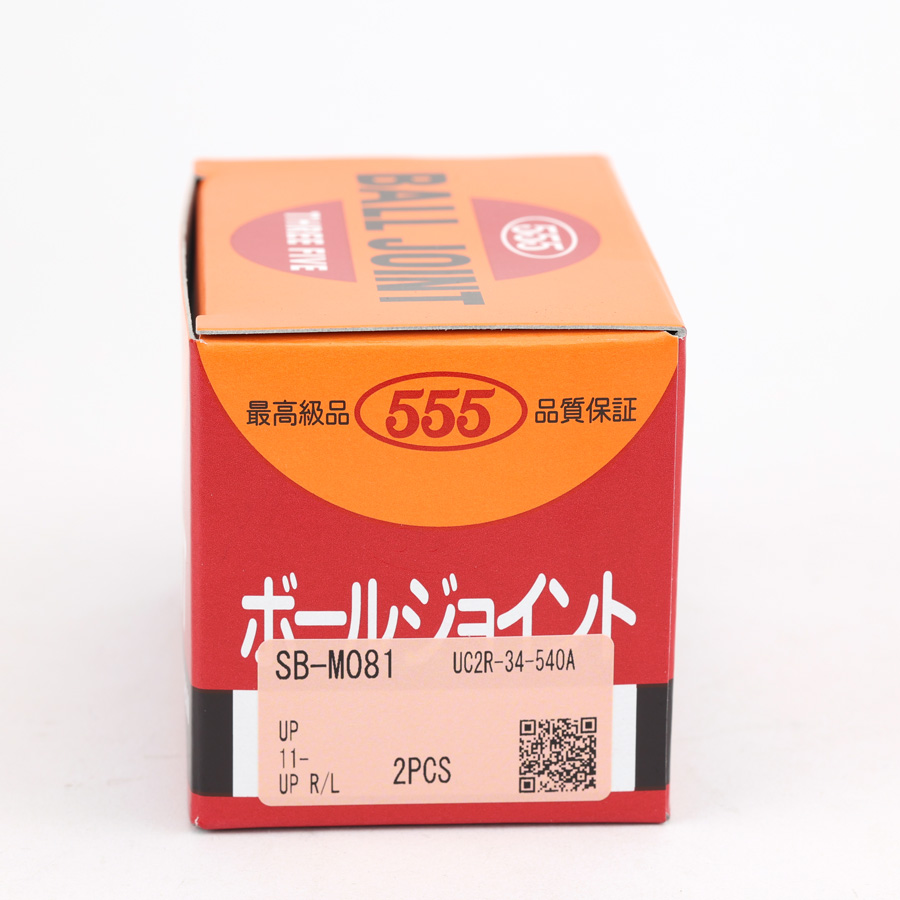 BALL JOINT
THREE FIVE
555
最高級品 555 品質保証
ボールジョイント
SB-M081 UC2R-34-540A
UP
11-
UP R/L 2PCS